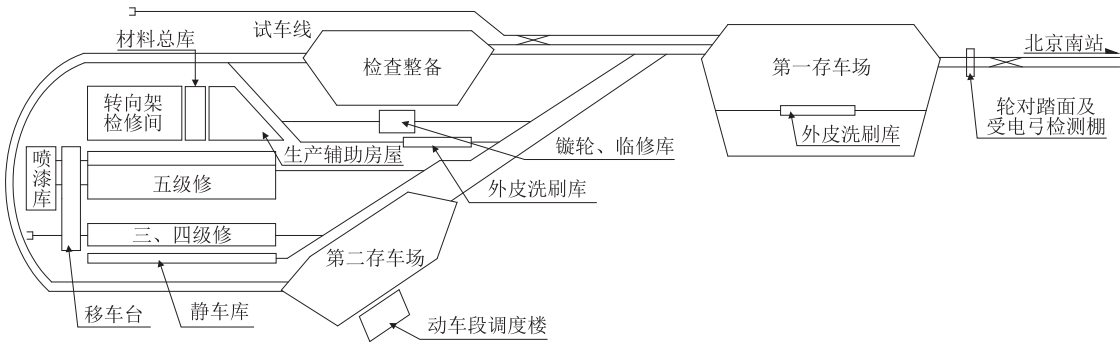 试车线
材料总库
检查整备
第一存车场
北京南站
转向架
检修间
外皮洗刷库
轮对踏面及
受电弓检测棚
生产辅助房屋
镟轮、临修库
喷
漆
库
五级修
外皮洗刷库
三、四级修
第二存车场
移车台
静车库
动车段调度楼